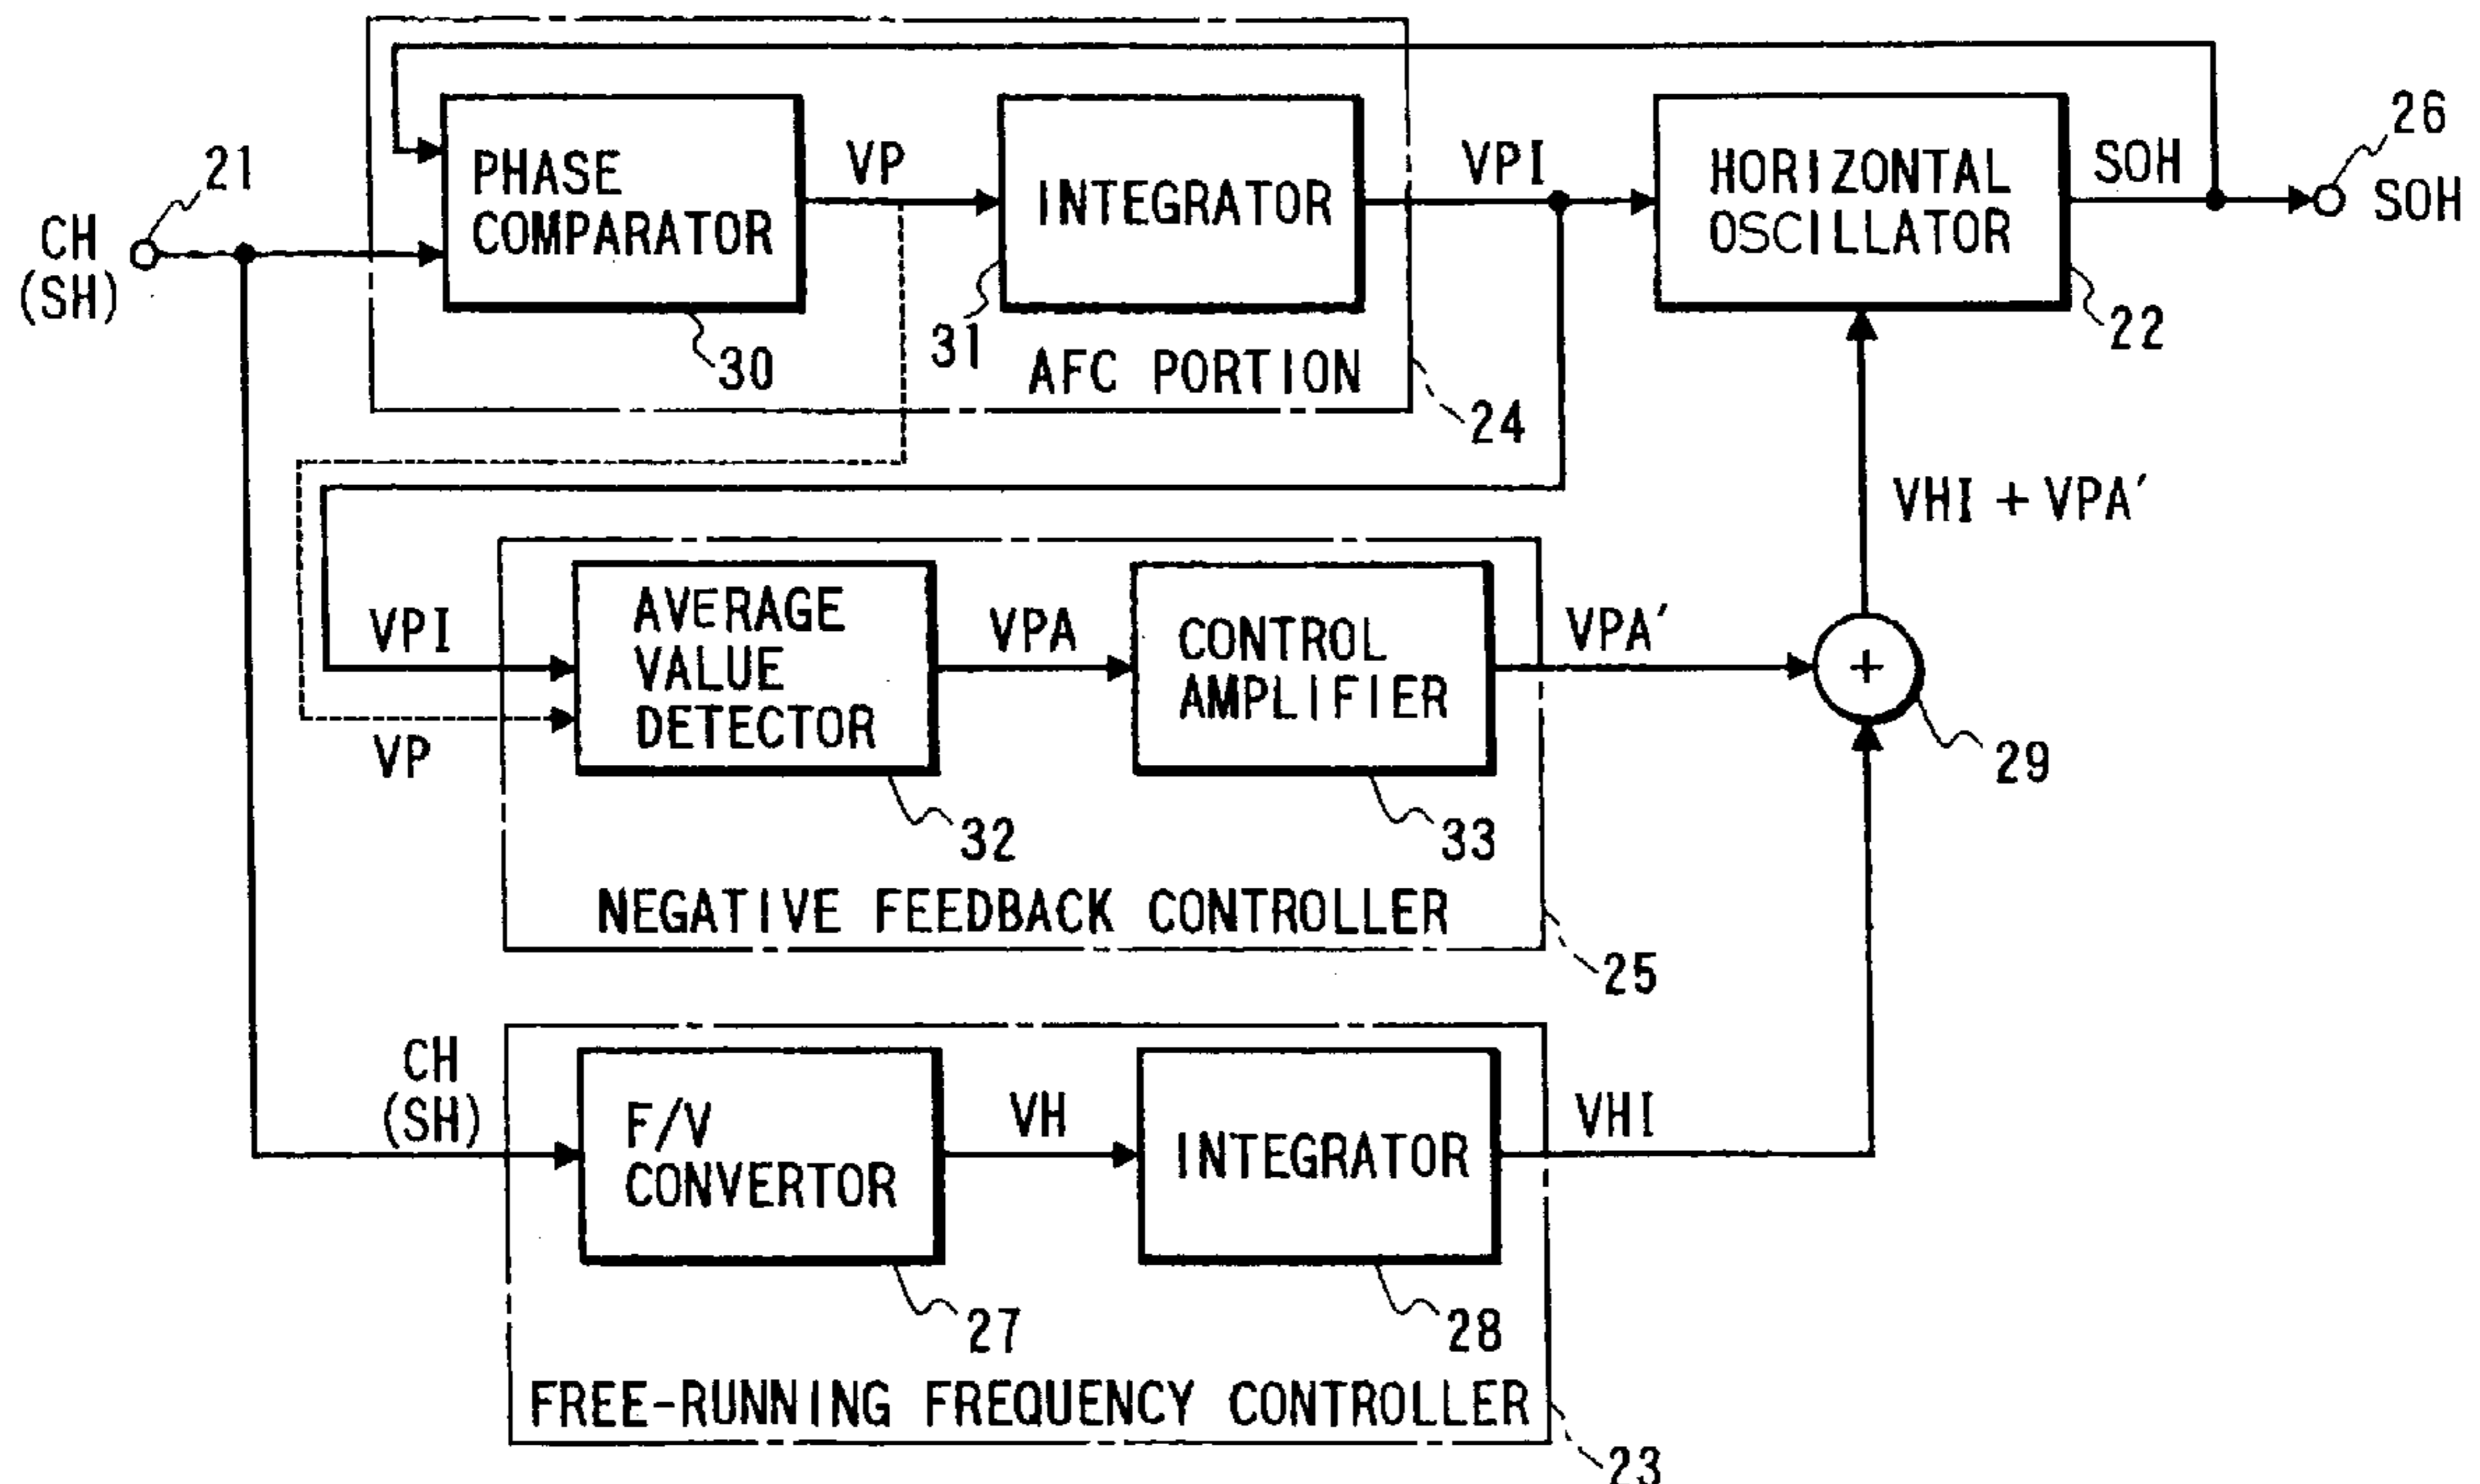 21
CH
(SH)
PHASE
COMPARATOR
30
VP
INTEGRATOR
31
AFC PORTION
24
VPI
HORIZONTAL
OSCILLATOR
22
SOH
26
SOH
VHI + VPA'
VPI
VP
AVERAGE
VALUE
DETECTOR
32
VPA
CONTROL
AMPLIFIER
33
VPA'
+
29
NEGATIVE FEEDBACK CONTROLLER
25
CH
(SH)
F/V
CONVERTOR
27
VH
INTEGRATOR
28
VHI
FREE-RUNNING FREQUENCY CONTROLLER
23